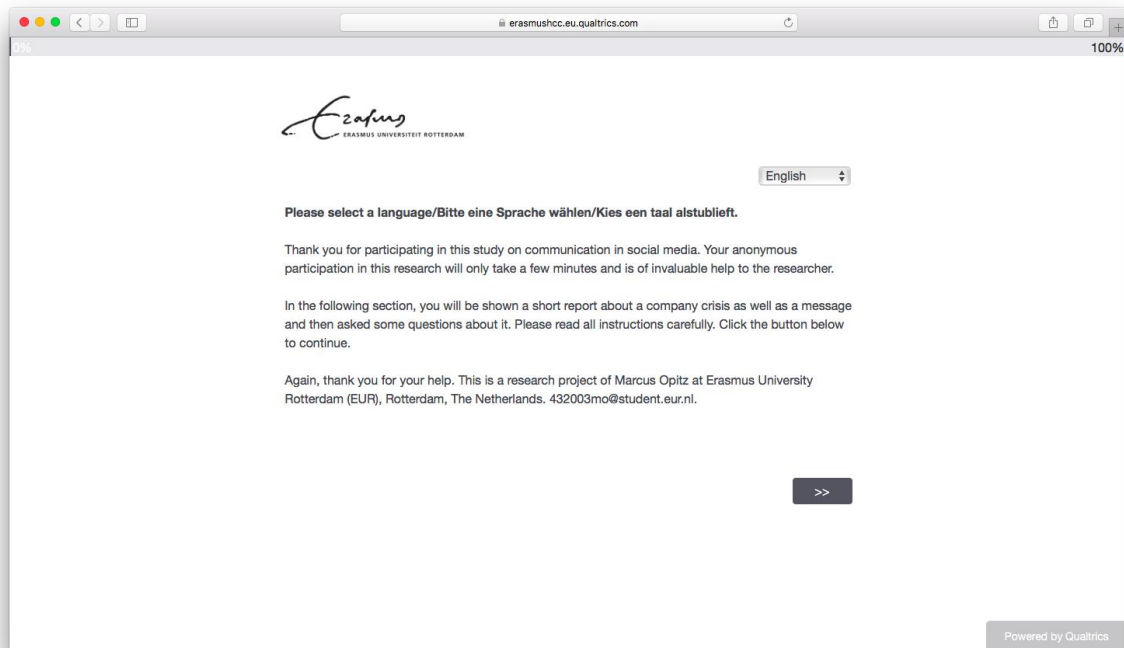 erasmushcc.eu.qualtrics.com
0%
100%
Erasmus
ERASMUS UNIVERSITEIT ROTTERDAM
English
Please select a language/Bitte eine Sprache wählen/Kies een taal alstublieft.
Thank you for participating in this study on communication in social media. Your anonymous
participation in this research will only take a few minutes and is of invaluable help to the researcher.
In the following section, you will be shown a short report about a company crisis as well as a message
and then asked some questions about it. Please read all instructions carefully. Click the button below
to continue.
Again, thank you for your help. This is a research project of Marcus Opitz at Erasmus University
Rotterdam (EUR), Rotterdam, The Netherlands. 432003mo@student.eur.nl.
>>
Powered by Qualtrics